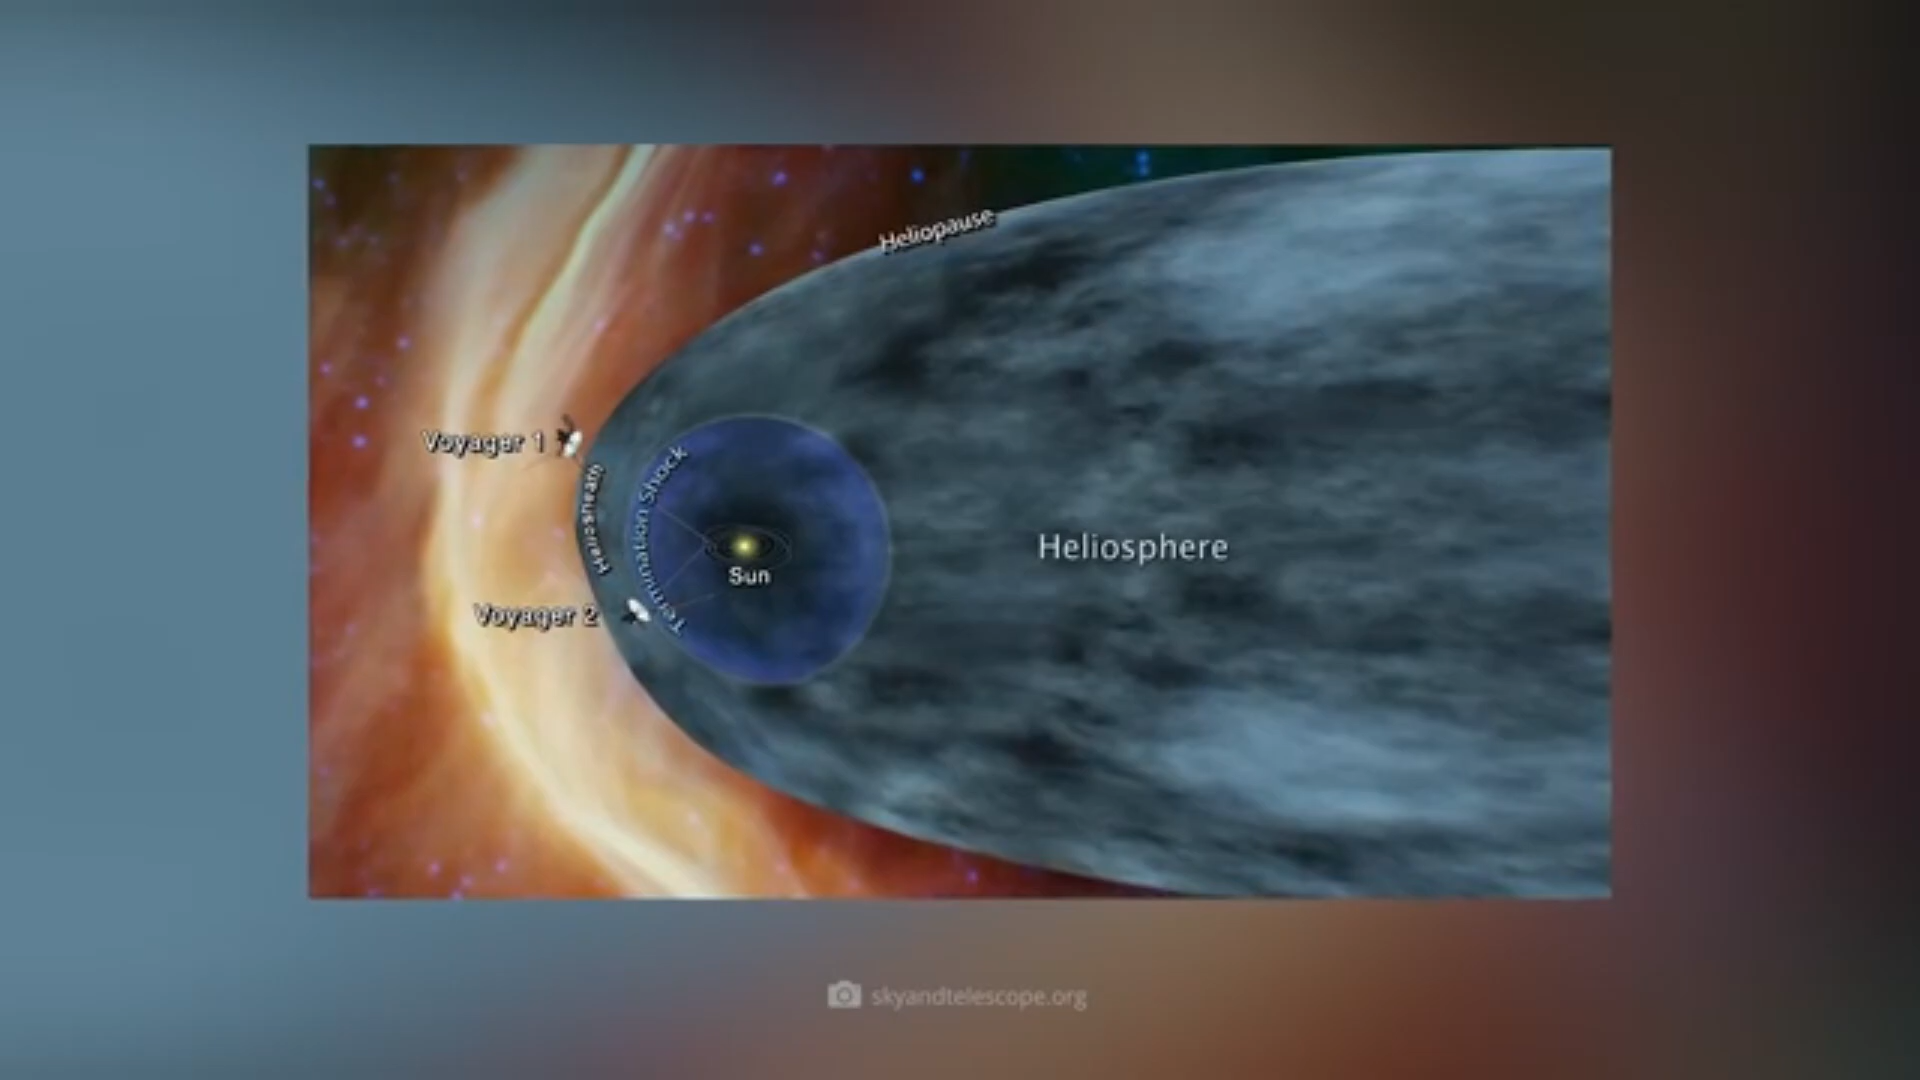 Heliopause
Voyager 1
Heliosheath
Termination Shock
Heliosphere
Sun
Voyager 2
skyandtelescope.org